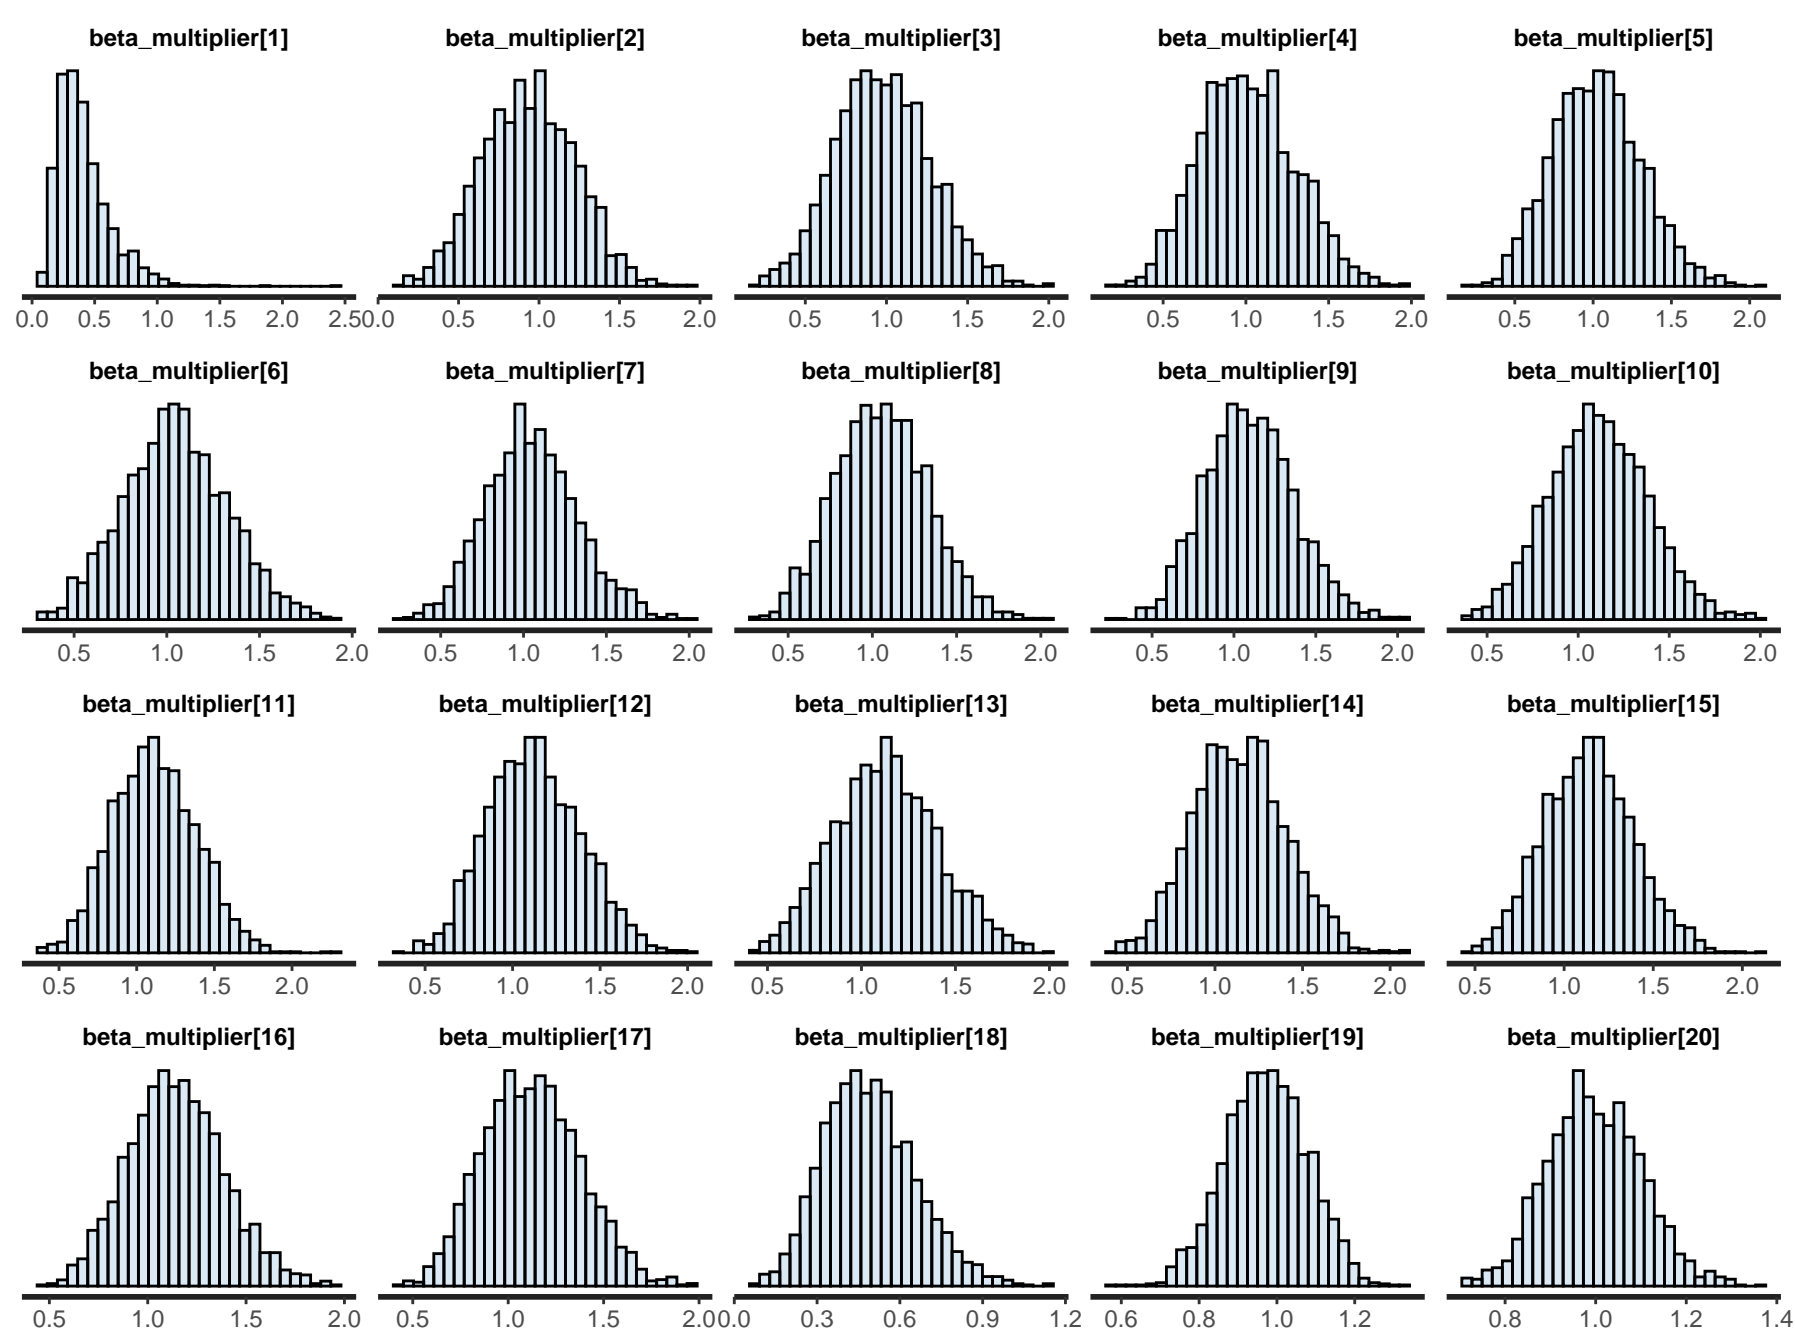 beta_multiplier[1] beta_multiplier[2] beta_multiplier[3] beta_multiplier[4] beta_multiplier[5]
0.0 0.5 1.0 1.5 2.0 2.5 0.0 0.5 1.0 1.5 2.0 0.5 1.0 1.5 2.0 0.5 1.0 1.5 2.0 0.5 1.0 1.5 2.0
beta_multiplier[6] beta_multiplier[7] beta_multiplier[8] beta_multiplier[9] beta_multiplier[10]
0.5 1.0 1.5 2.0 0.5 1.0 1.5 2.0 0.5 1.0 1.5 2.0 0.5 1.0 1.5 2.0 0.5 1.0 1.5 2.0
beta_multiplier[11] beta_multiplier[12] beta_multiplier[13] beta_multiplier[14] beta_multiplier[15]
0.5 1.0 1.5 2.0 0.5 1.0 1.5 2.0 0.5 1.0 1.5 2.0 0.5 1.0 1.5 2.0 0.5 1.0 1.5 2.0
beta_multiplier[16] beta_multiplier[17] beta_multiplier[18] beta_multiplier[19] beta_multiplier[20]
0.5 1.0 1.5 2.0 0.5 1.0 1.5 2.0 0.0 0.3 0.6 0.9 1.2 0.6 0.8 1.0 1.2 0.8 1.0 1.2 1.4